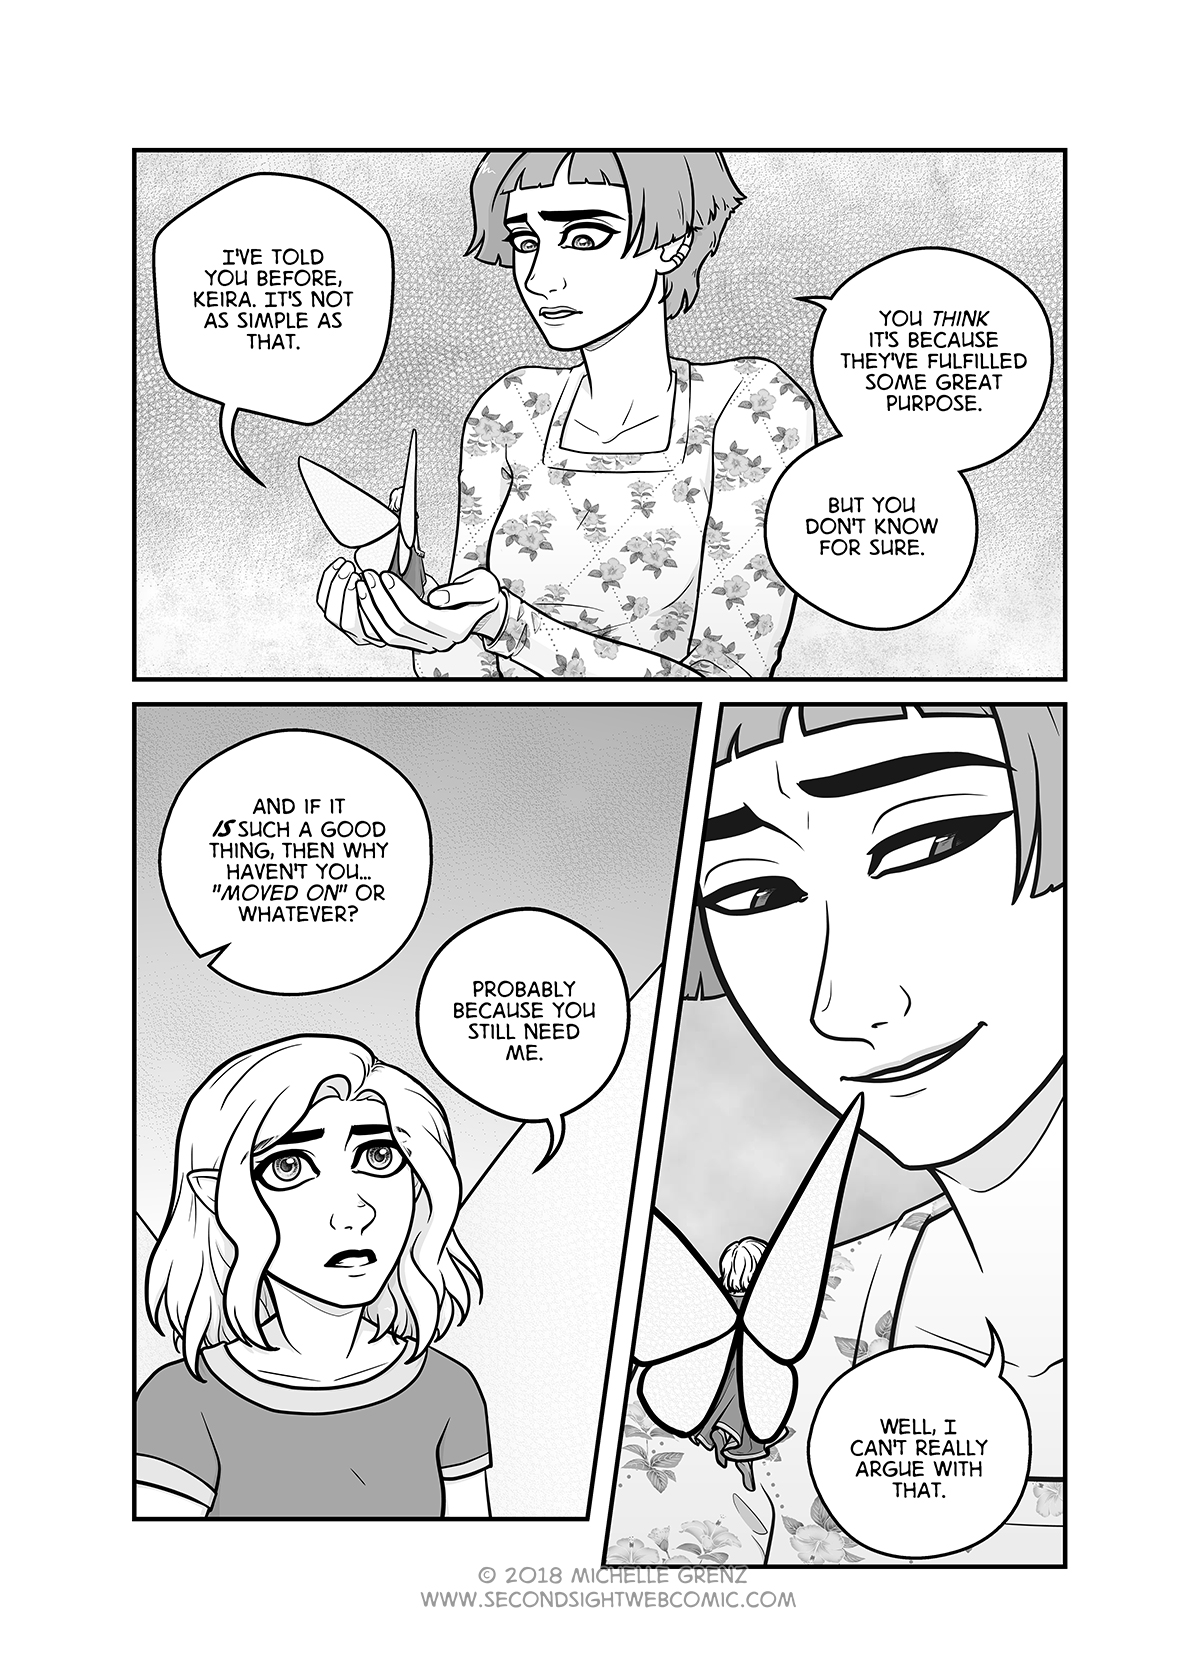 I'VE TOLD
YOU BEFORE,
KEIRA. IT'S NOT
AS SIMPLE AS
THAT.
YOU THINK
IT'S BECAUSE
THEY'VE FULFILLED
SOME GREAT
PURPOSE.
BUT YOU
DON'T KNOW
FOR SURE.
AND IF IT
IS SUCH A GOOD
THING, THEN WHY
HAVEN'T YOU...
"MOVED ON" OR
WHATEVER?
PROBABLY
BECAUSE YOU
STILL NEED
ME.
WELL, I
CAN'T REALLY
ARGUE WITH
THAT.
© 2018 MICHELLE GRENZ
WWW.SECONDSIGHTWEBCOMIC.COM